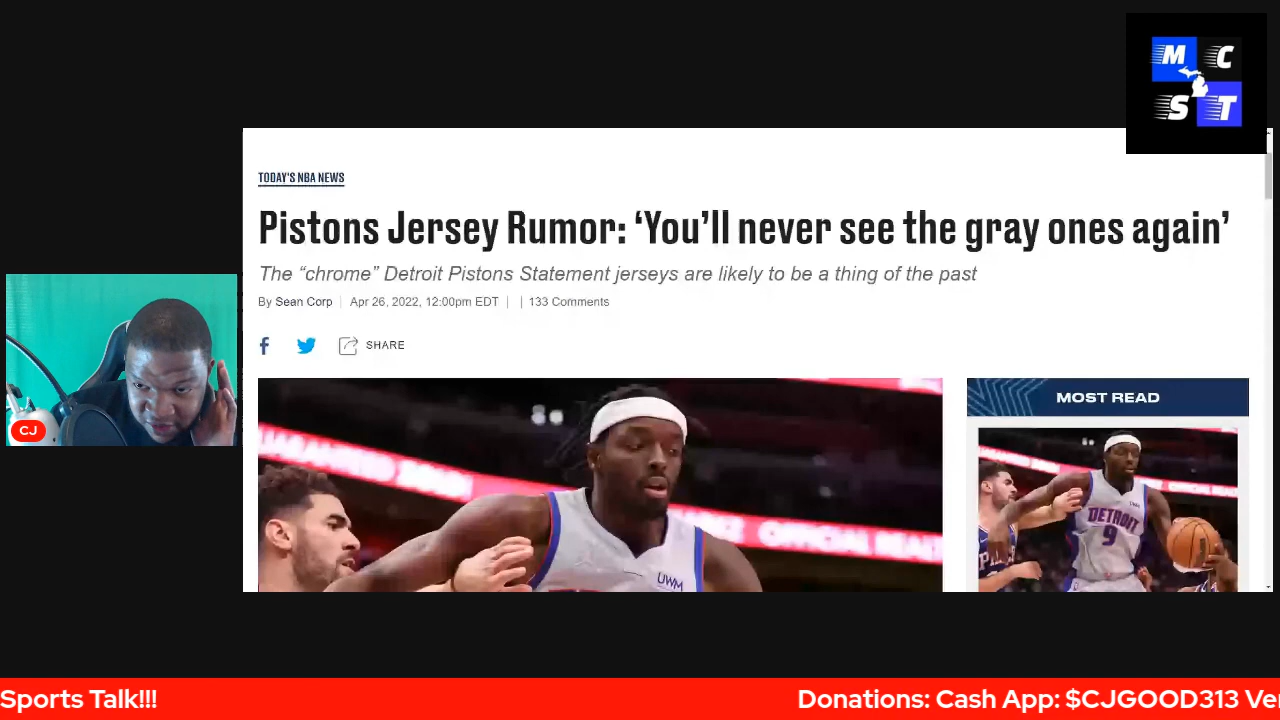 M C
S T
TODAY'S NBA NEWS
Pistons Jersey Rumor: ‘You’ll never see the gray ones again’
The “chrome” Detroit Pistons Statement jerseys are likely to be a thing of the past
By Sean Corp | Apr 26, 2022, 12:00pm EDT | | 133 Comments
SHARE
MOST READ
OFFICIAL
UWM
DETROIT
9
CJ
Sports Talk!!!
Donations: Cash App: $CJGOOD313 Ver